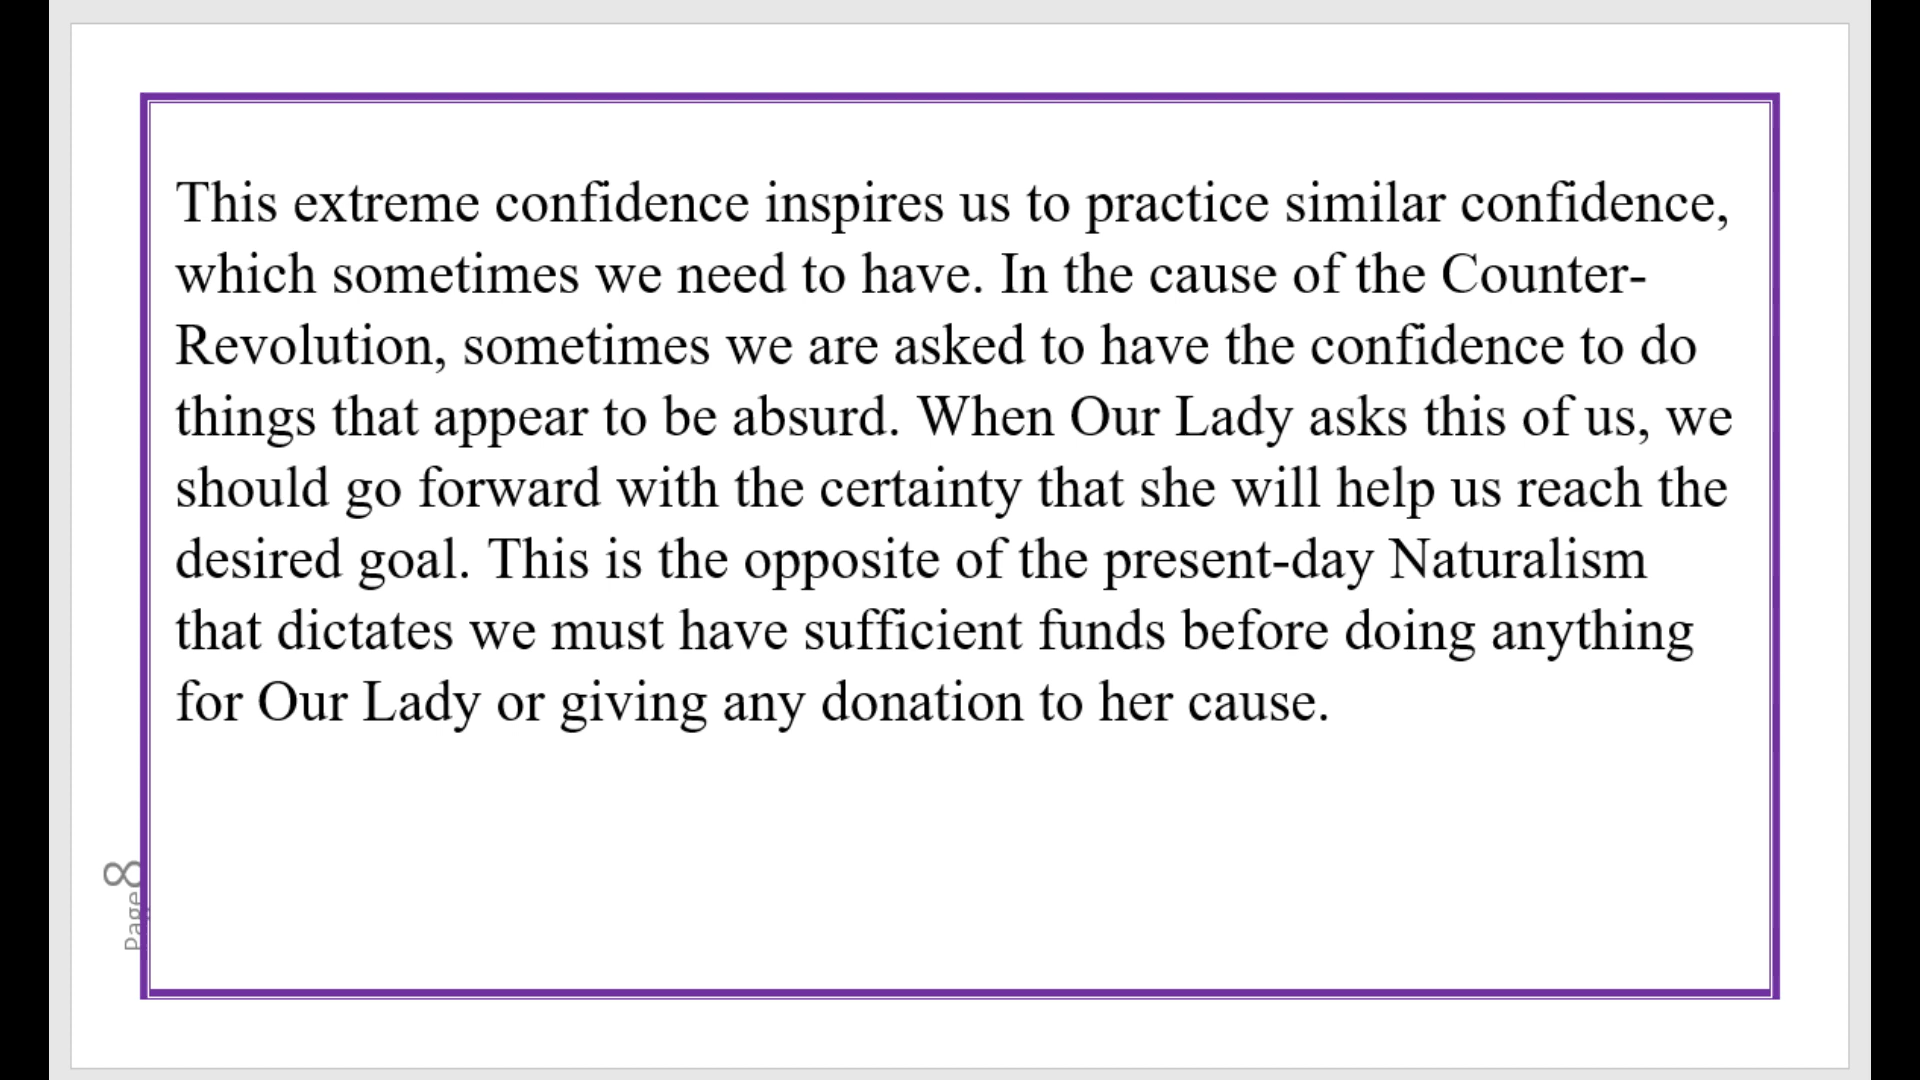 This extreme confidence inspires us to practice similar confidence,
which sometimes we need to have. In the cause of the Counter-
Revolution, sometimes we are asked to have the confidence to do
things that appear to be absurd. When Our Lady asks this of us, we
should go forward with the certainty that she will help us reach the
desired goal. This is the opposite of the present-day Naturalism
that dictates we must have sufficient funds before doing anything
for Our Lady or giving any donation to her cause.
Page 8